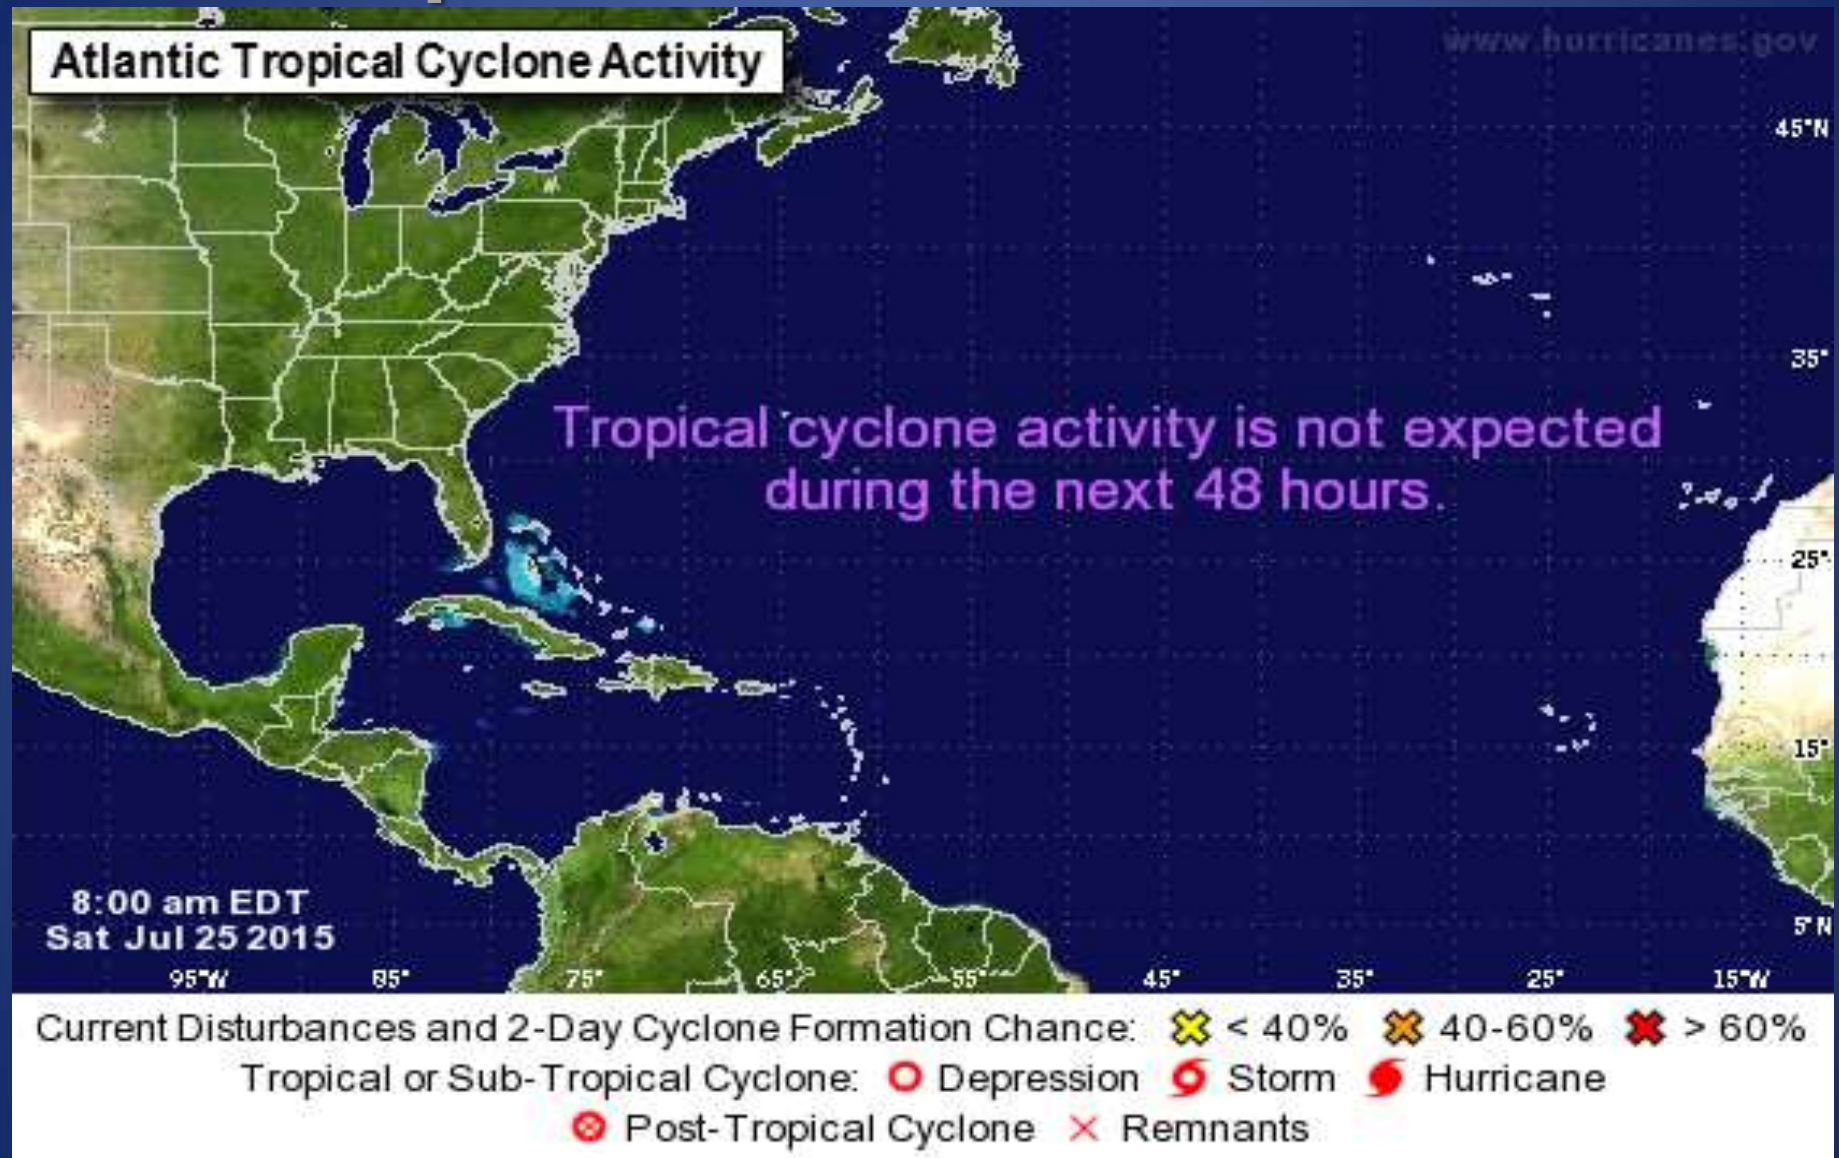 Atlantic Tropical Cyclone Activity
www.hurricanes.gov
45°N
35°
Tropical cyclone activity is not expected
during the next 48 hours.
25°
15°
8:00 am EDT
Sat Jul 25 2015
5°N
95°W 85° 75° 65° 55° 45° 35° 25° 15°W
Current Disturbances and 2-Day Cyclone Formation Chance: < 40% 40-60% > 60%
Tropical or Sub-Tropical Cyclone: Depression Storm Hurricane
Post-Tropical Cyclone Remnants